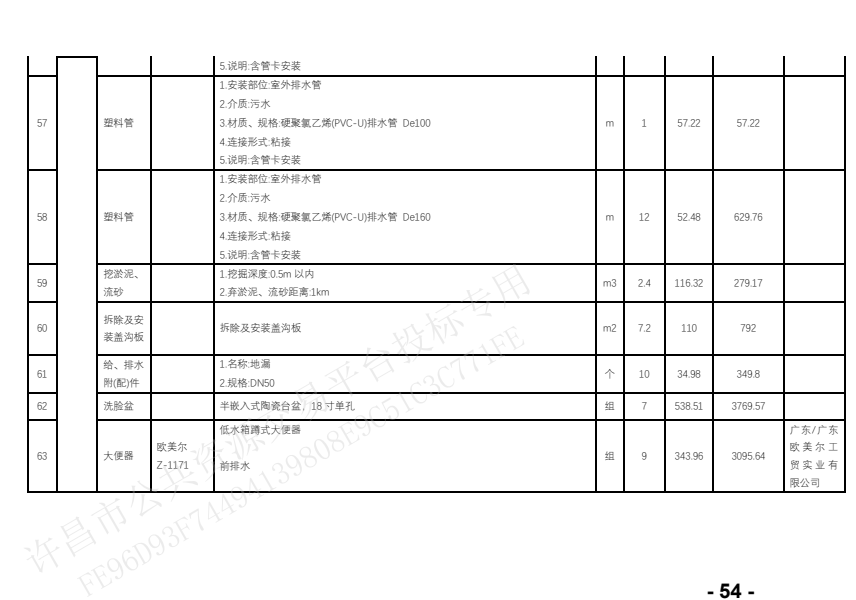 5.说明:含管卡安装
57
塑料管
1.安装部位:室外排水管
2.介质:污水
3.材质、规格:硬聚氯乙烯(PVC-U)排水管 De100
4.连接形式:粘接
5.说明:含管卡安装
m
1
57.22
57.22
58
塑料管
1.安装部位:室外排水管
2.介质:污水
3.材质、规格:硬聚氯乙烯(PVC-U)排水管 De160
4.连接形式:粘接
5.说明:含管卡安装
m
12
52.48
629.76
59
挖淤泥、
流砂
1.挖掘深度:0.5m 以内
2.弃淤泥、流砂距离:1km
m3
2.4
116.32
279.17
60
拆除及安
装盖沟板
拆除及安装盖沟板
m2
7.2
110
792
61
给、排水
附(配)件
1.名称:地漏
2.规格:DN50
个
10
34.98
349.8
62
洗脸盆
半嵌入式陶瓷台盆，18 寸单孔
组
7
538.51
3769.57
63
大便器
欧美尔
Z-1171
低水箱蹲式大便器
前排水
组
9
343.96
3095.64
广东/广东
欧美尔工
贸实业有
限公司
许昌市公共资源交易平台投标专用
FE96D93F74494139808E9C51C3C771FE
- 54 -